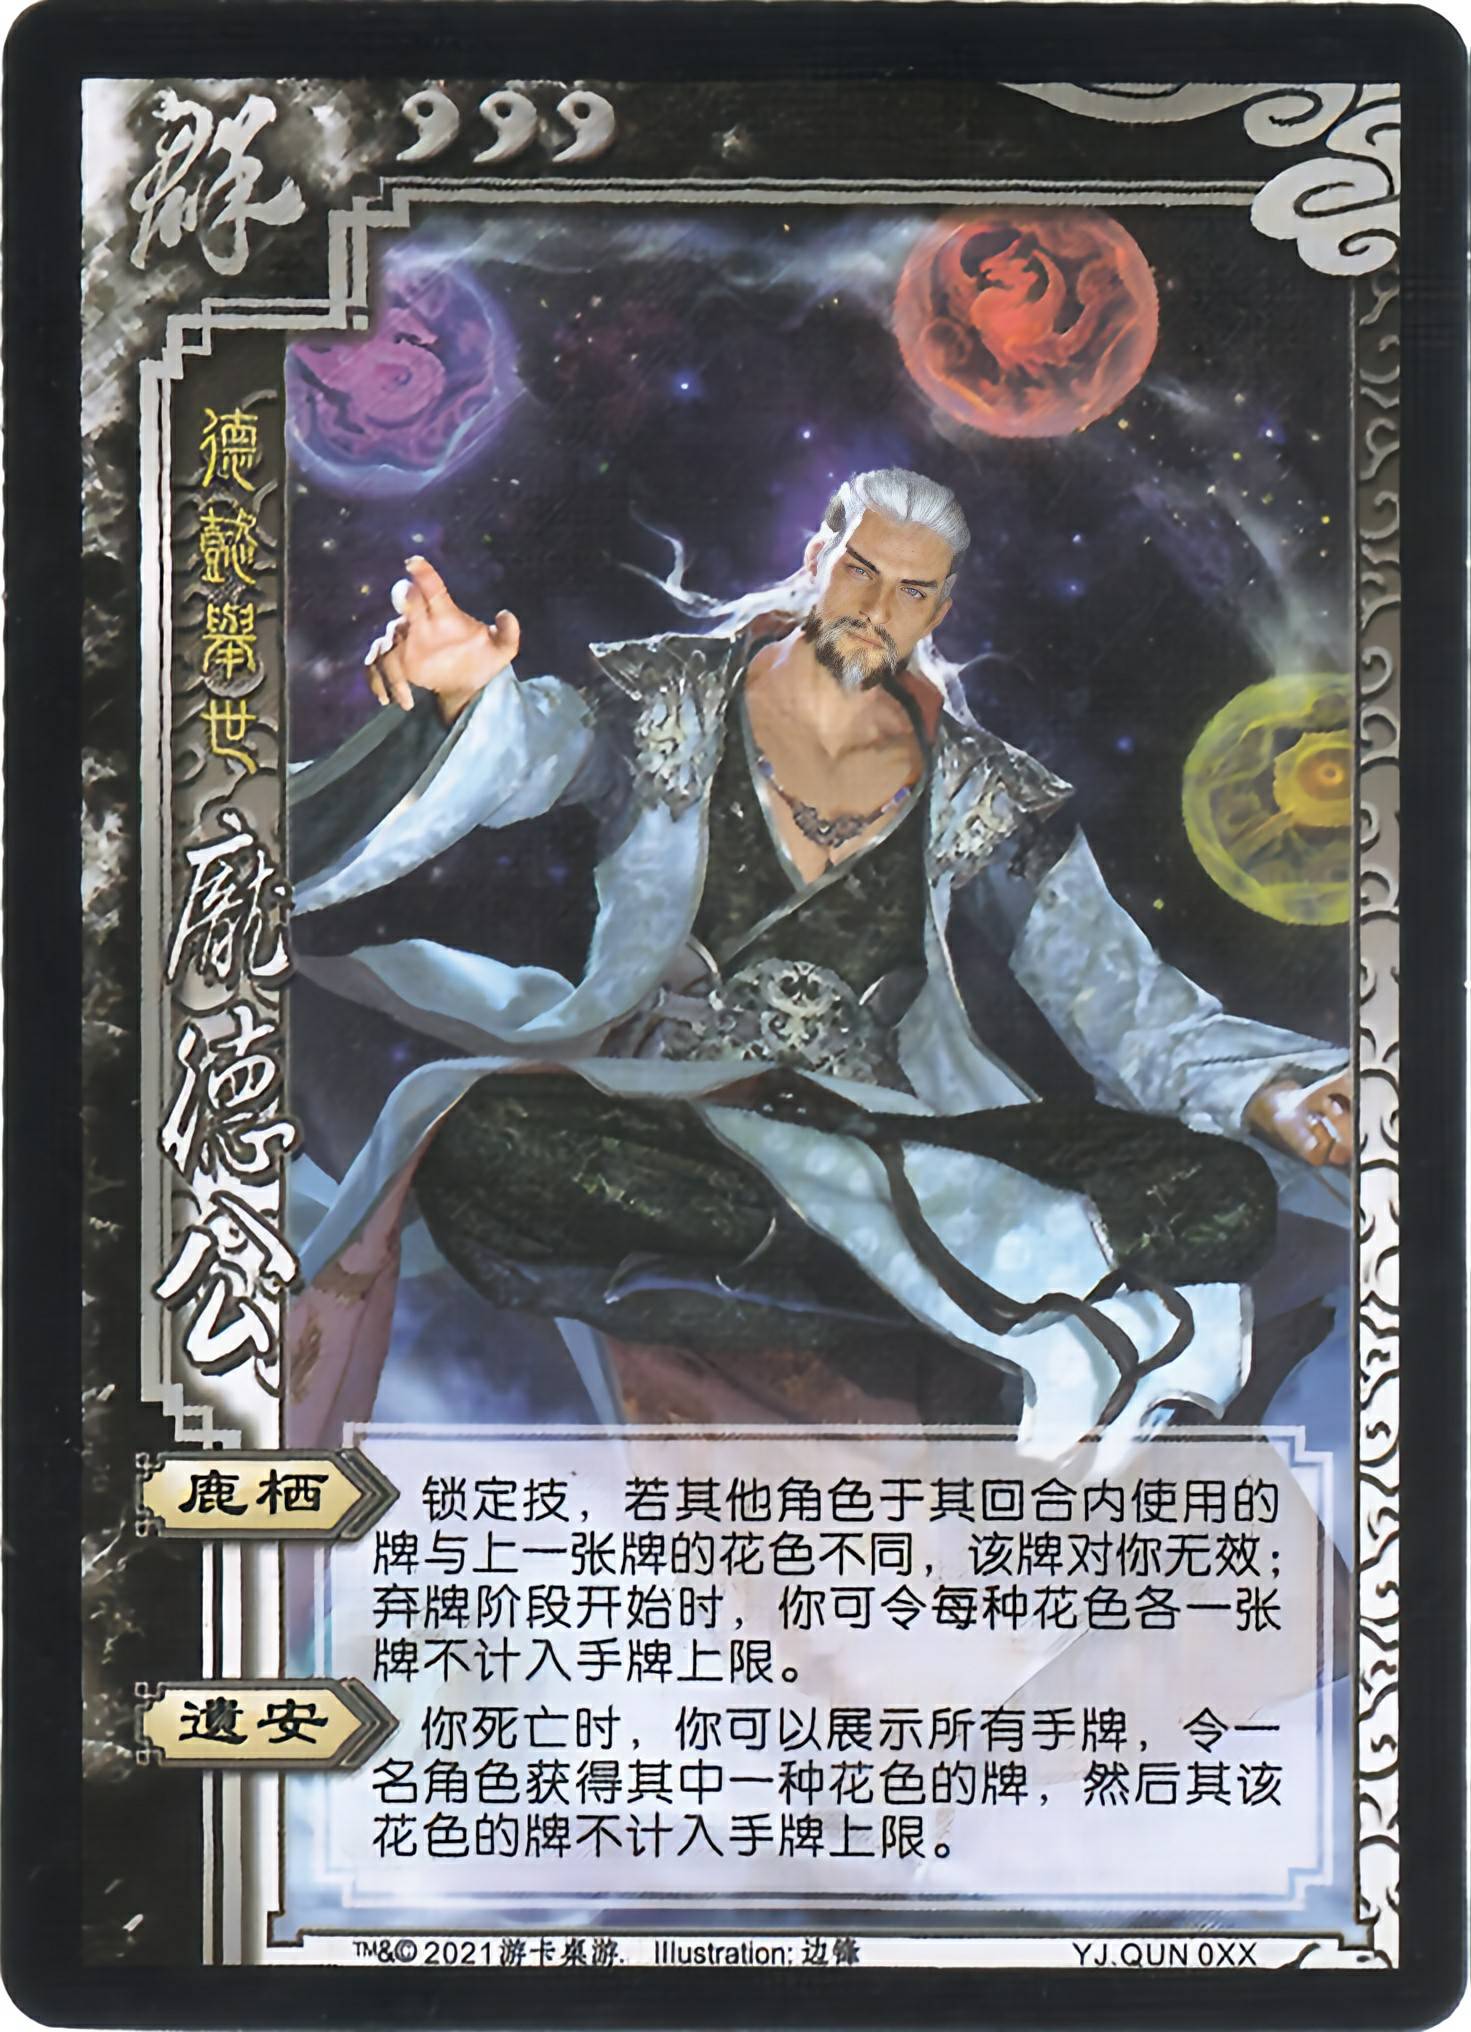 群
德懿舉世
龐德公
鹿栖
锁定技，若其他角色于其回合内使用的
牌与上一张牌的花色不同，该牌对你无效；
弃牌阶段开始时，你可令每种花色各一张
牌不计入手牌上限。
遗安
你死亡时，你可以展示所有手牌，令一
名角色获得其中一种花色的牌，然后其该
花色的牌不计入手牌上限。
™&© 2021游卡桌游. Illustration: 边锋
YJ.QUN 0XX